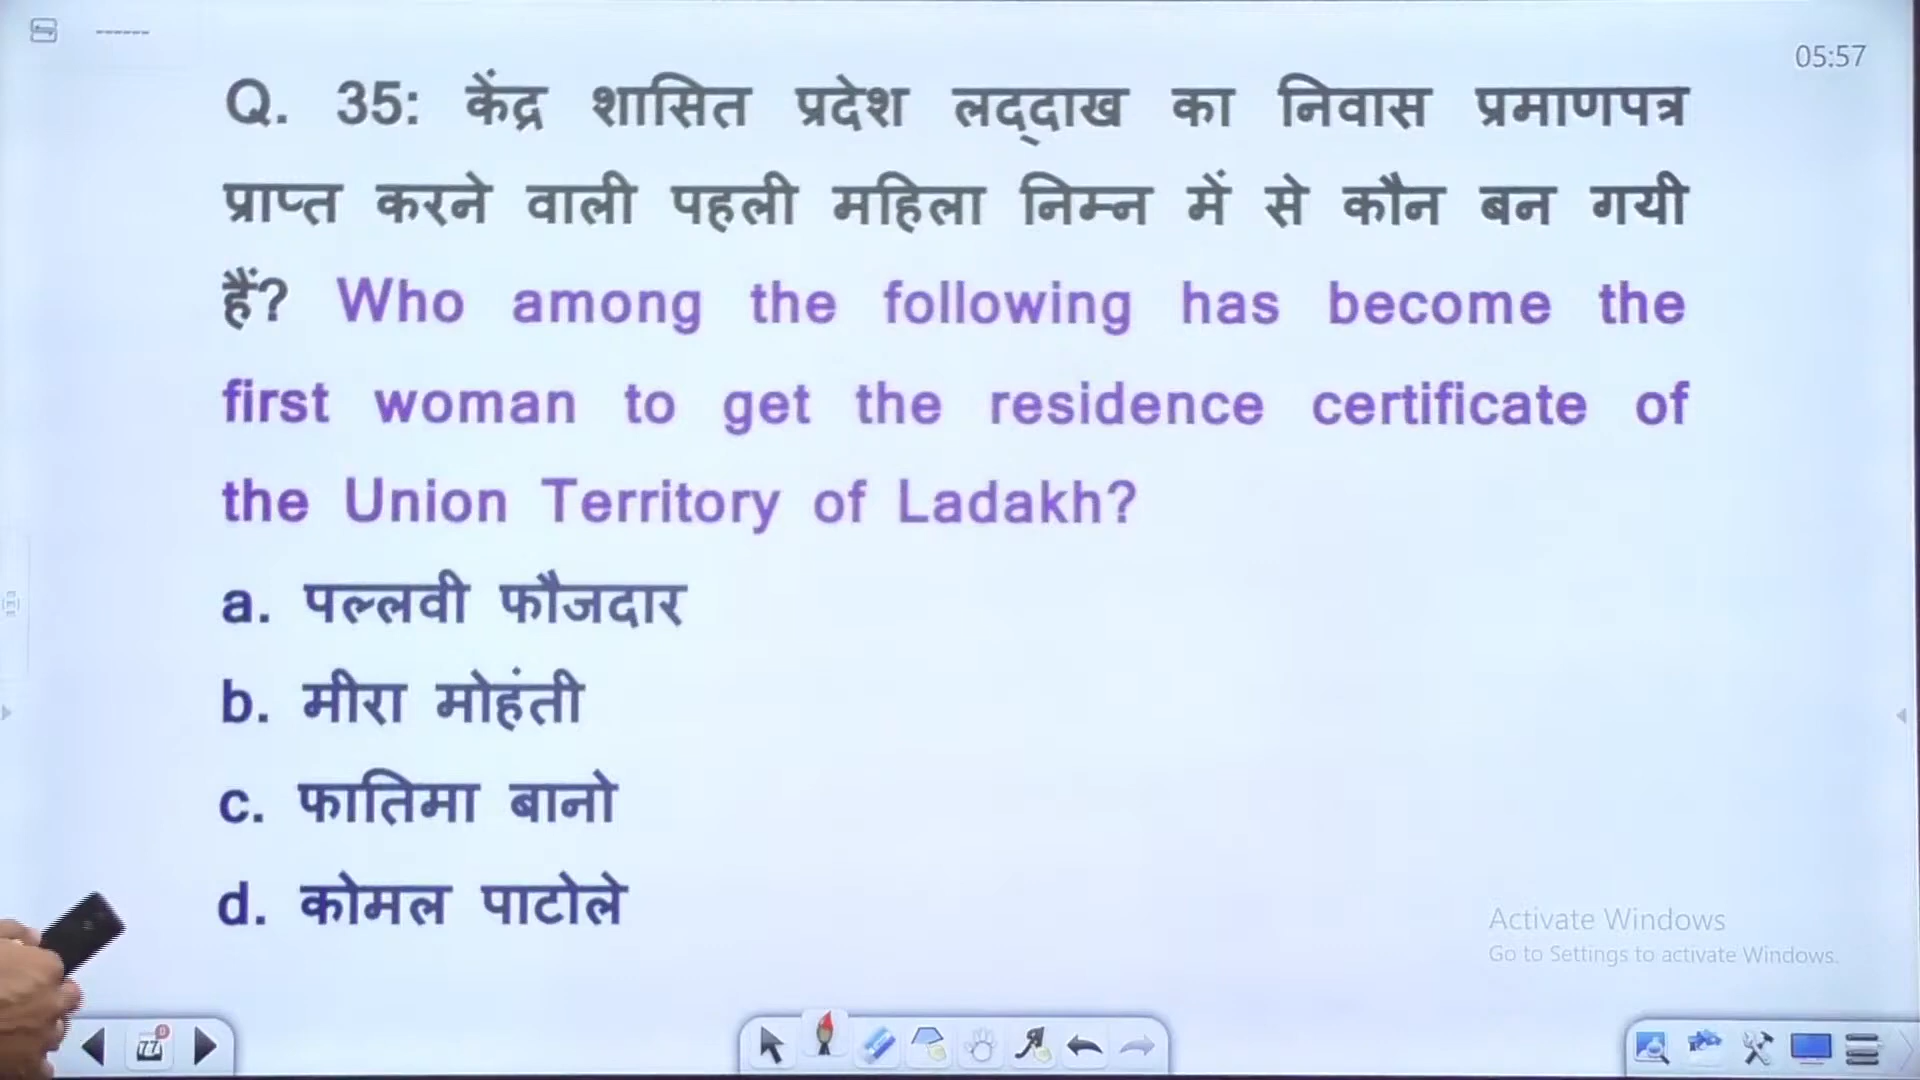 05:57
Q. 35: केंद्र शासित प्रदेश लद्दाख का निवास प्रमाणपत्र
प्राप्त करने वाली पहली महिला निम्न में से कौन बन गयी
हैं? Who among the following has become the
first woman to get the residence certificate of
the Union Territory of Ladakh?
a. पल्लवी फौजदार
b. मीरा मोहंती
c. फातिमा बानो
d. कोमल पाटोले
Activate Windows
Go to Settings to activate Windows.
77